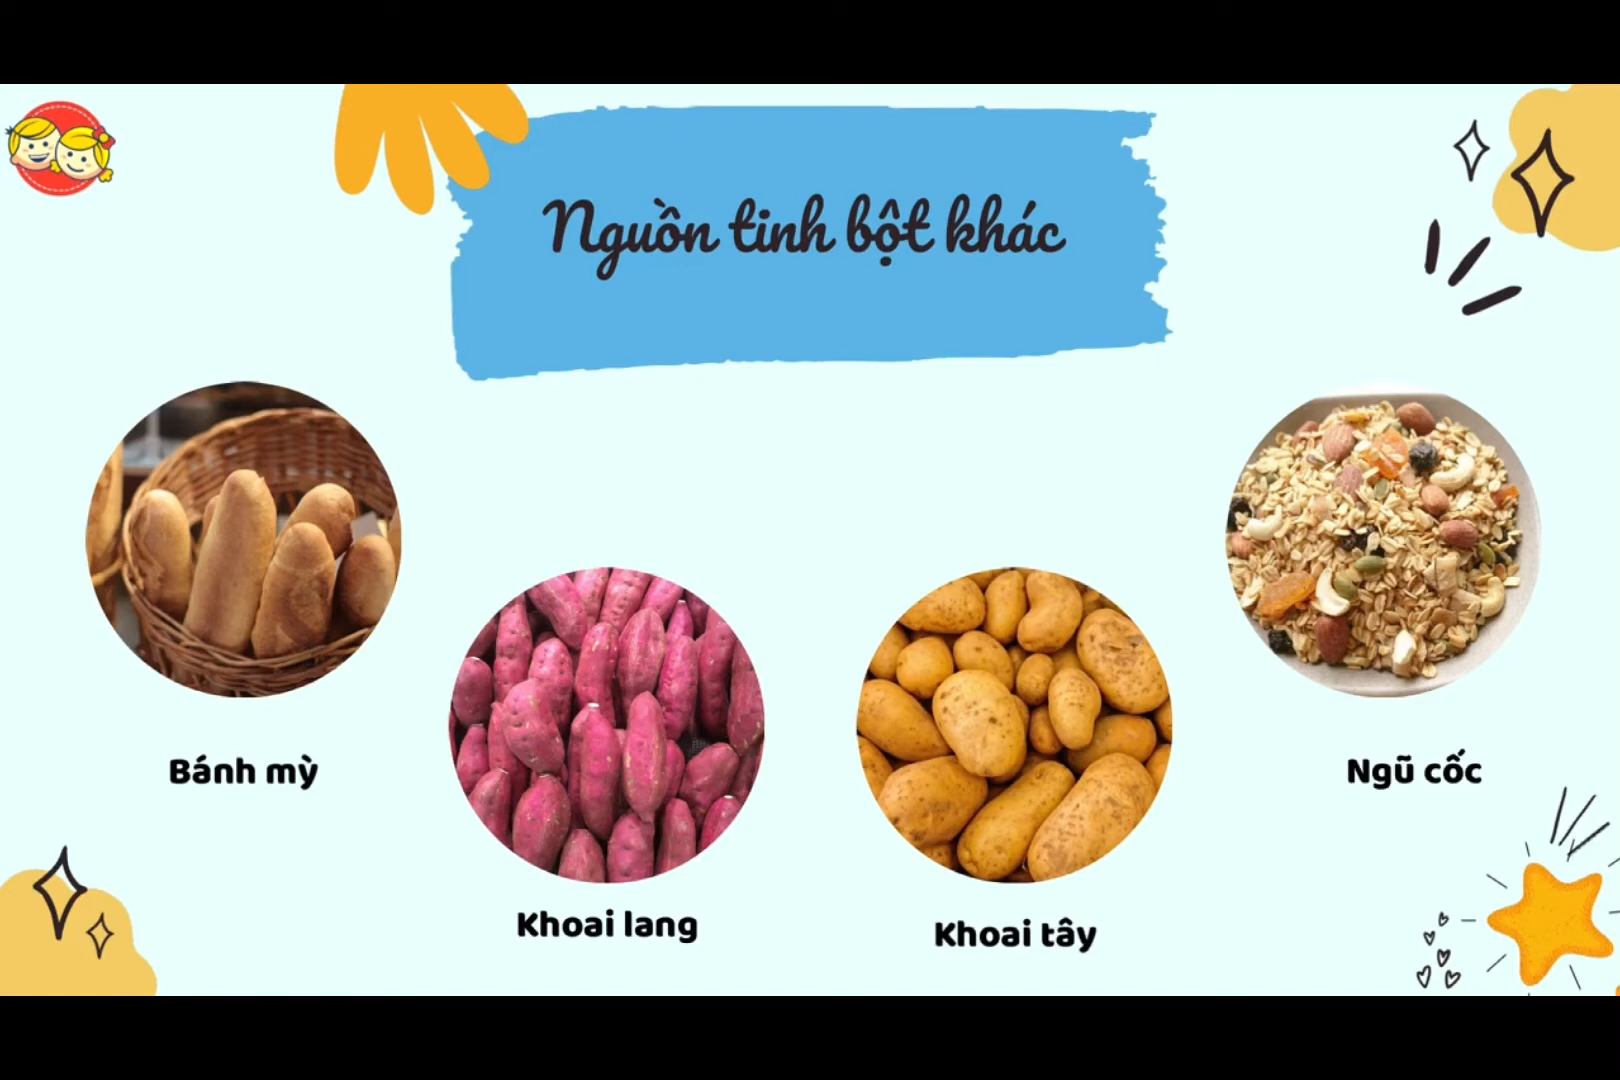 Nguồn tinh bột khác
Bánh mỳ
Khoai lang
Khoai tây
Ngũ cốc